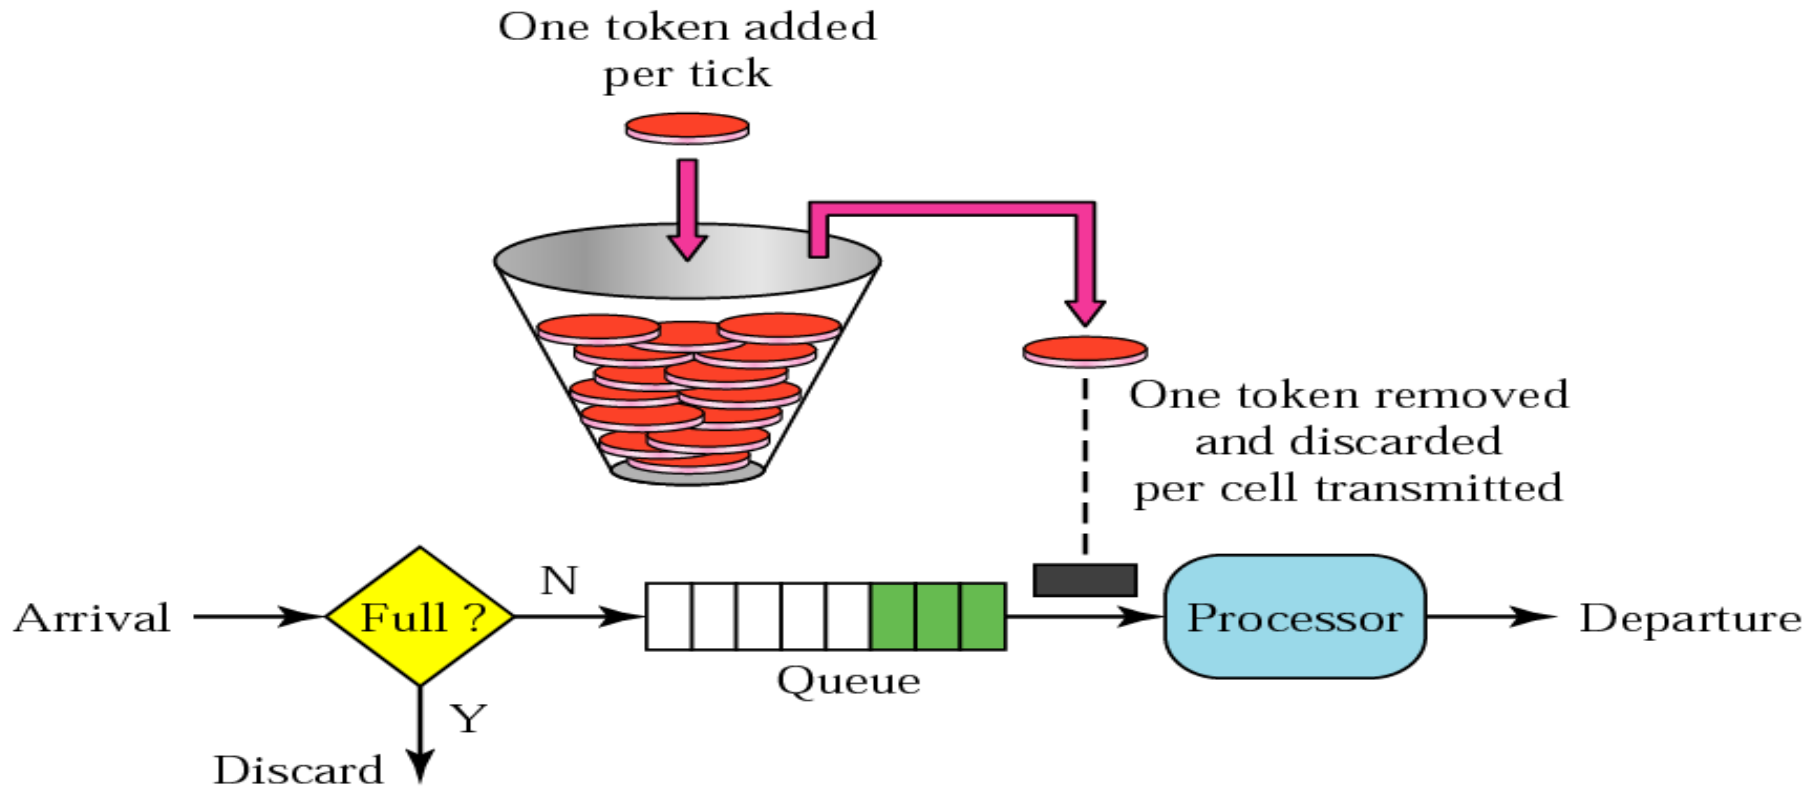 One token added
per tick
One token removed
and discarded
per cell transmitted
Arrival
Full ?
N
Y
Discard
Queue
Processor
Departure